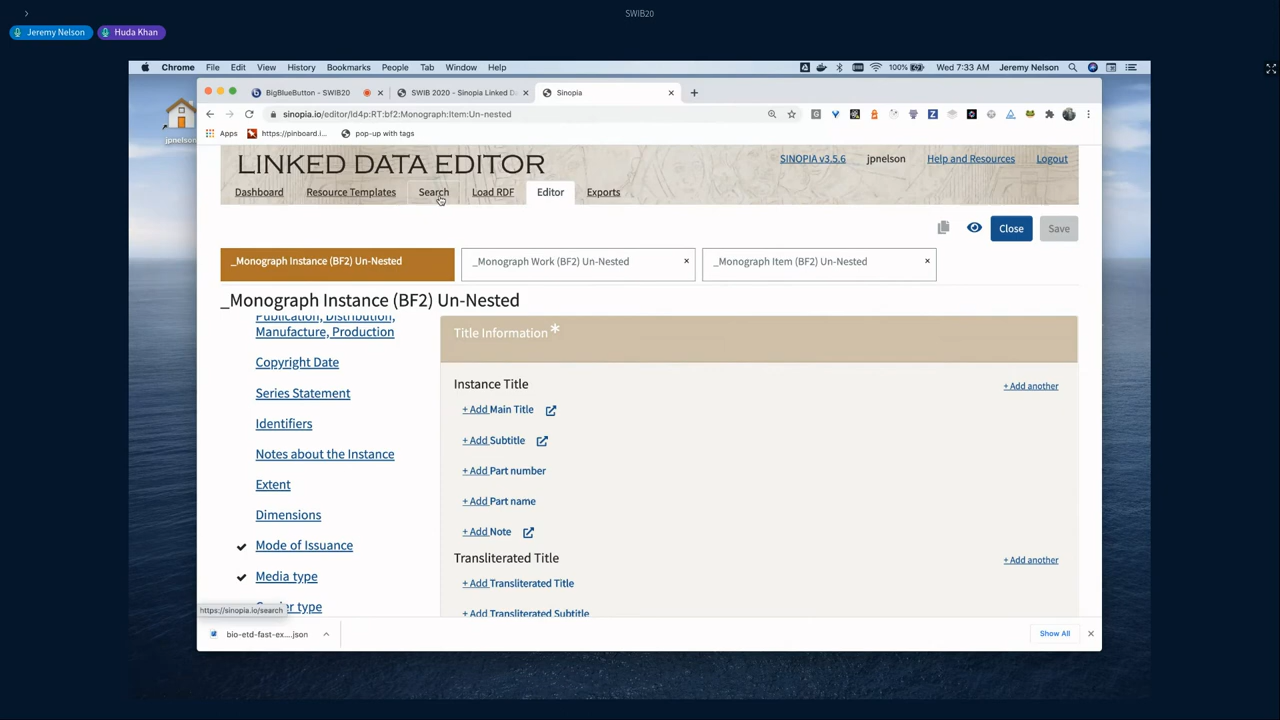 SWIB20
Jeremy Nelson
Huda Khan
Chrome File Edit View History Bookmarks People Tab Window Help
100% Wed 7:33 AM Jeremy Nelson
BigBlueButton - SWIB20
SWIB 2020 - Sinopia Linked D
Sinopia
sinopia.io/editor/ld4p:RT:bf2:Monograph:Item:Un-nested
Apps https://pinboard.i... pop-up with tags
jpnelson
LINKED DATA EDITOR
SINOPIA v3.5.6 jpnelson Help and Resources Logout
Dashboard Resource Templates Search Load RDF Editor Exports
Close Save
_Monograph Instance (BF2) Un-Nested
_Monograph Work (BF2) Un-Nested ×
_Monograph Item (BF2) Un-Nested ×
_Monograph Instance (BF2) Un-Nested
Publication, Distribution,
Manufacture, Production
Copyright Date
Series Statement
Identifiers
Notes about the Instance
Extent
Dimensions
Mode of Issuance
Media type
Carrier type
Title Information *
Instance Title
+ Add another
+ Add Main Title
+ Add Subtitle
+ Add Part number
+ Add Part name
+ Add Note
Transliterated Title
+ Add another
+ Add Transliterated Title
+ Add Transliterated Subtitle
https://sinopia.io/search
bio-etd-fast-ex....json
Show All